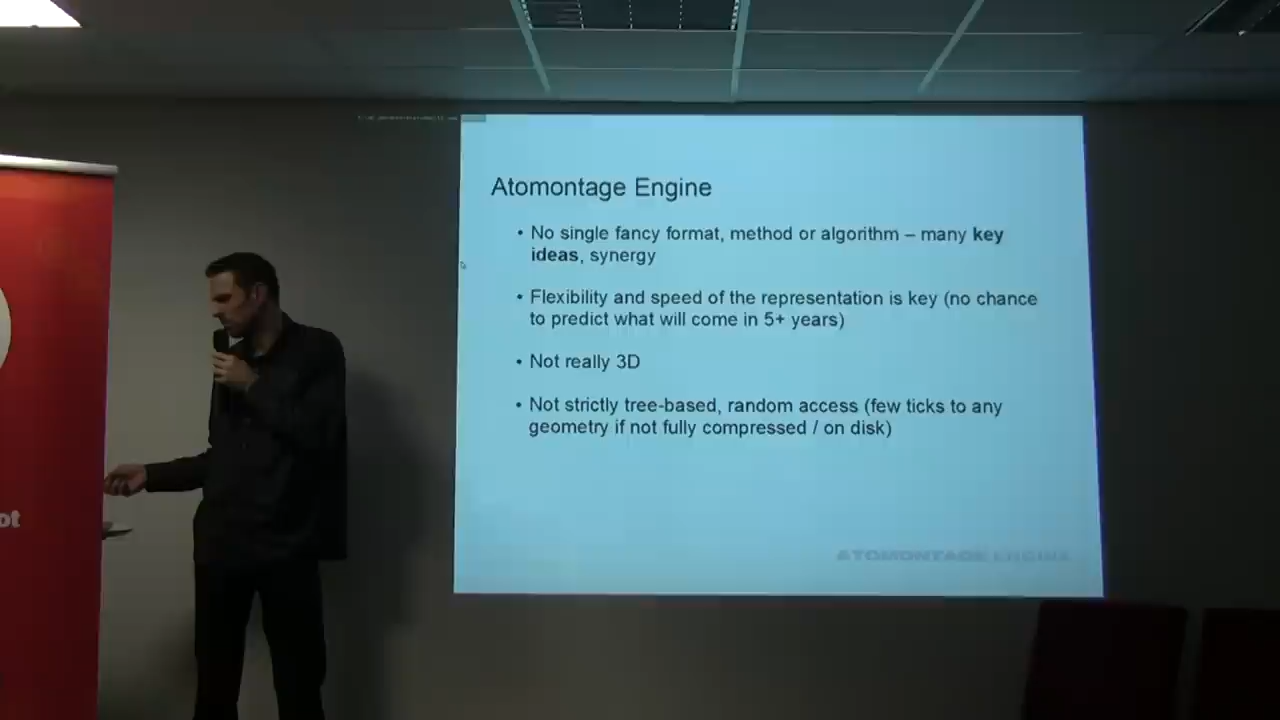 Atomontage Engine
• No single fancy format, method or algorithm – many key
ideas, synergy
• Flexibility and speed of the representation is key (no chance
to predict what will come in 5+ years)
• Not really 3D
• Not strictly tree-based, random access (few ticks to any
geometry if not fully compressed / on disk)
ATOMONTAGE ENGINE
ot